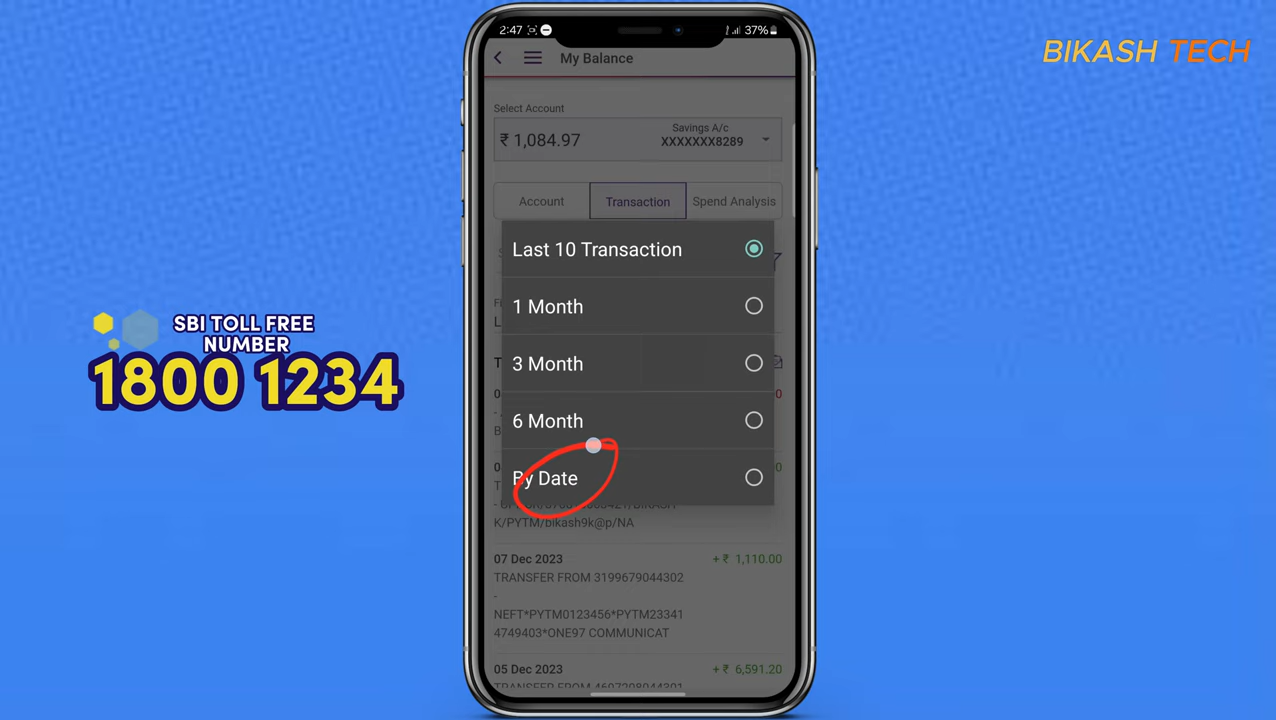 2:47
37%
BIKASH TECH
My Balance
Select Account
₹ 1,084.97
Savings A/c
XXXXXXX8289
Account
Transaction
Spend Analysis
Last 10 Transaction
1 Month
3 Month
6 Month
By Date
SBI TOLL FREE
NUMBER
1800 1234
K/PYTM/bikash9k@p/NA
07 Dec 2023
+ ₹ 1,110.00
TRANSFER FROM 3199679044302
-
NEFT*PYTM0123456*PYTM23341
4749403*ONE97 COMMUNICAT
05 Dec 2023
+ ₹ 6,591.20